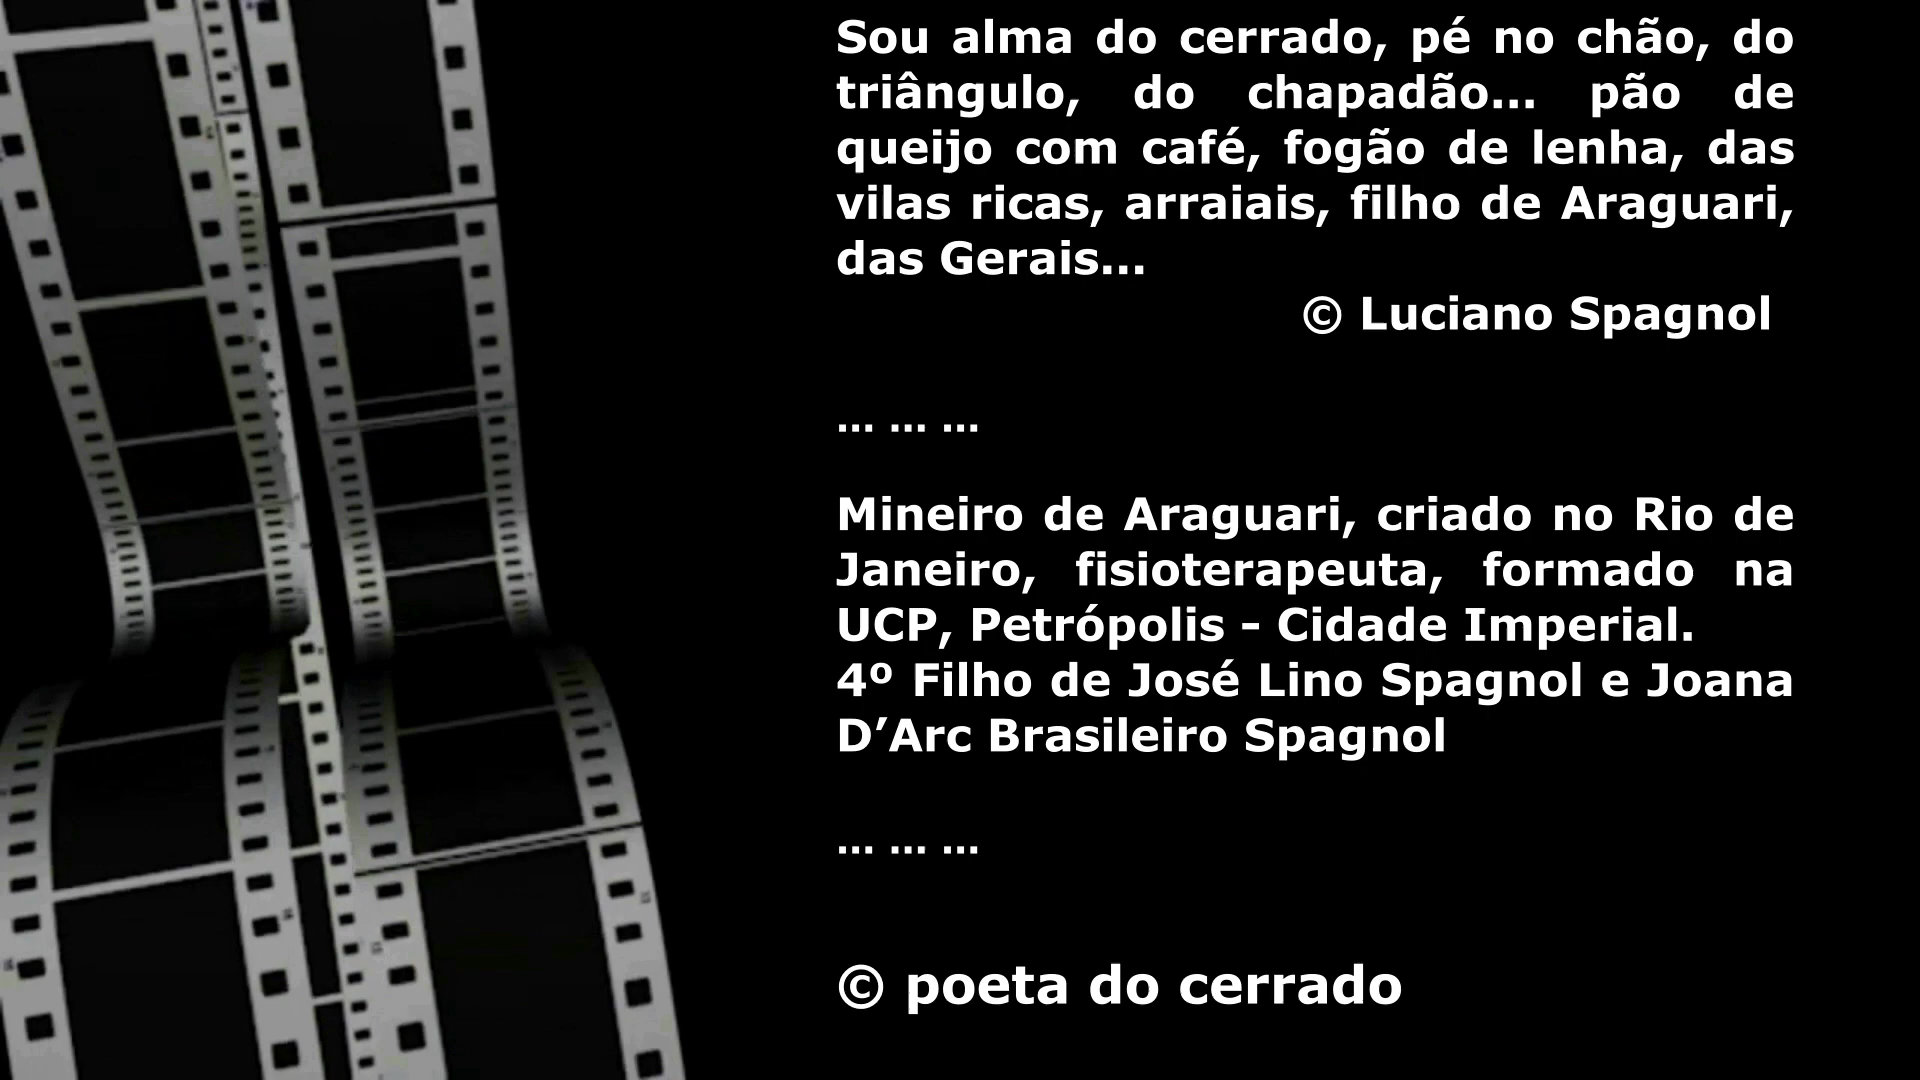 Sou alma do cerrado, pé no chão, do
triângulo, do chapadão... pão de
queijo com café, fogão de lenha, das
vilas ricas, arraiais, filho de Araguari,
das Gerais...
© Luciano Spagnol
... ... ...
Mineiro de Araguari, criado no Rio de
Janeiro, fisioterapeuta, formado na
UCP, Petrópolis - Cidade Imperial.
4º Filho de José Lino Spagnol e Joana
D’Arc Brasileiro Spagnol
... ... ...
© poeta do cerrado